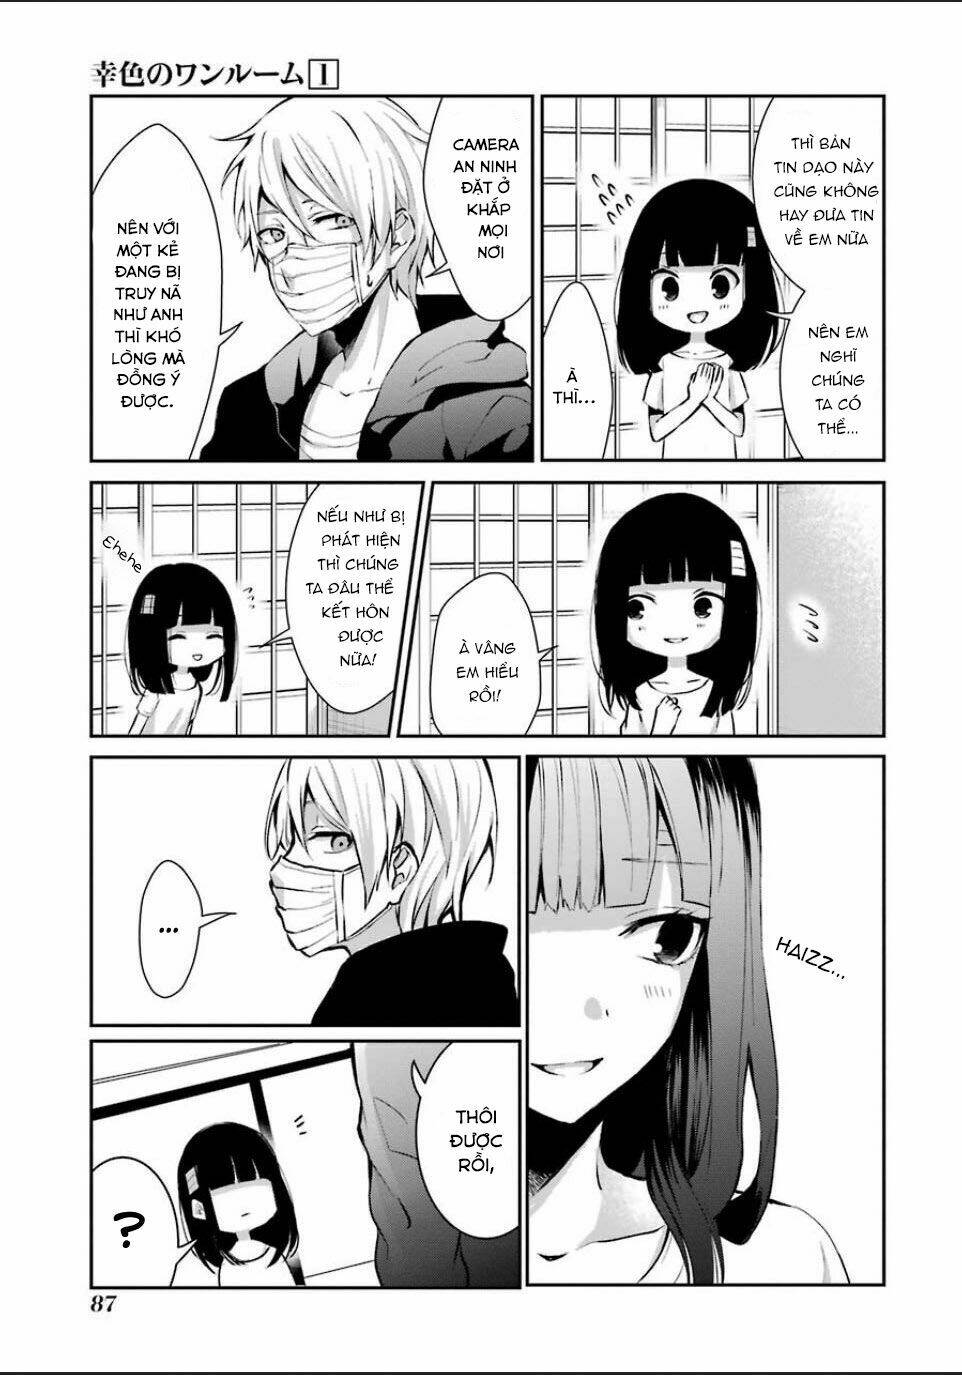 幸色のワンルーム 1
THÌ BẢN
TIN DẠO NÀY
CŨNG KHÔNG
HAY ĐƯA TIN
VỀ EM NỮA
NÊN EM
NGHĨ
CHÚNG
TA CÓ
THỂ...
À
THÌ...
CAMERA
AN NINH
ĐẶT Ở
KHẮP
MỌI
NƠI
NÊN VỚI
MỘT KẺ
ĐANG BỊ
TRUY NÃ
NHƯ ANH
THÌ KHÓ
LÒNG MÀ
ĐỒNG Ý
ĐƯỢC.
À VÂNG
EM HIỂU
RỒI!
NẾU NHƯ BỊ
PHÁT HIỆN
THÌ CHÚNG
TA ĐÂU THỂ
KẾT HÔN
ĐƯỢC
NỮA!
Ehehe
HAIZZ...
...
THÔI
ĐƯỢC
RỒI,
?
87